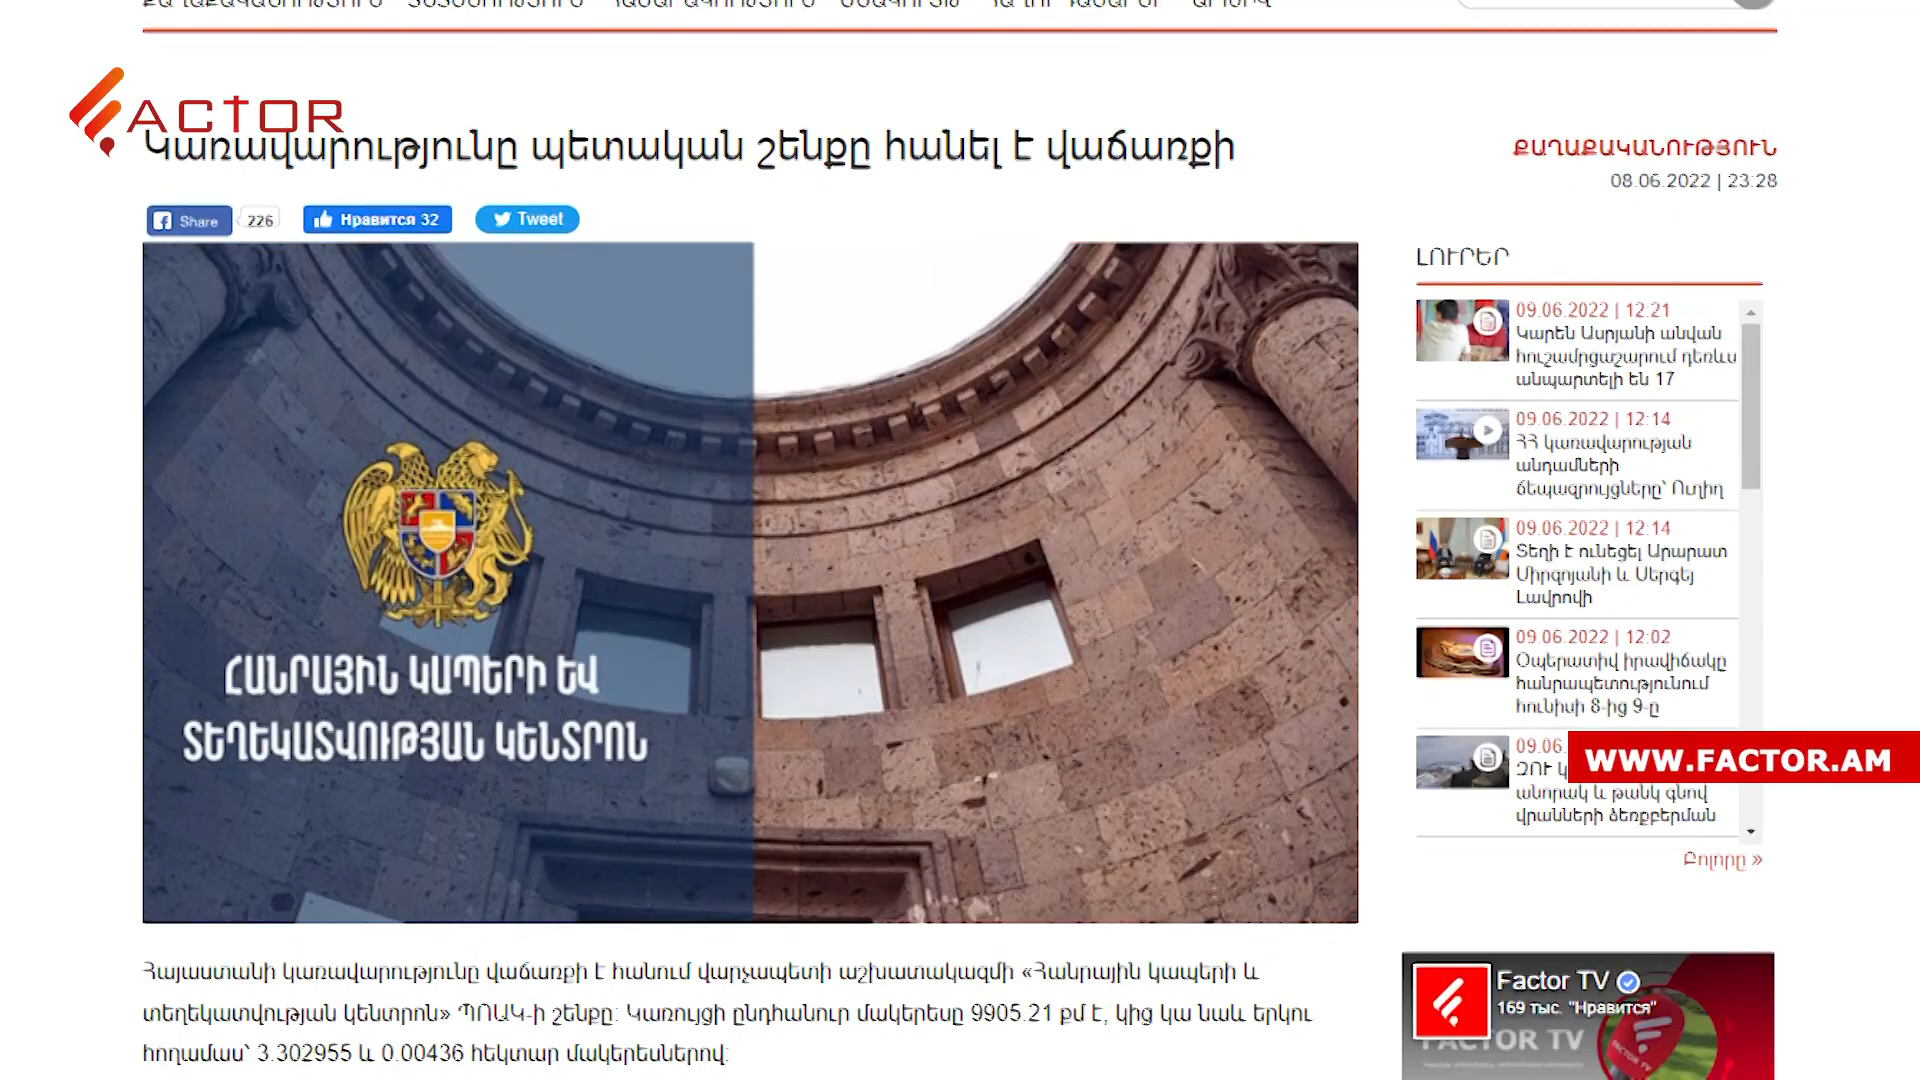 FACTOR
Կառավարությունը պետական շենքը հանել է վաճառքի
ՔԱՂԱՔԱԿԱՆՈՒԹՅՈՒՆ
08.06.2022 | 23:28
Share 226
Нравится 32
Tweet
ՀԱՆՐԱՅԻՆ ԿԱՊԵՐԻ ԵՎ
ՏԵՂԵԿԱՏՎՈՒԹՅԱՆ ԿԵՆՏՐՈՆ
Հայաստանի կառավարությունը վաճառքի է հանում վարչապետի աշխատակազմի «Հանրային կապերի և
տեղեկատվության կենտրոն» ՊՈԱԿ-ի շենքը: Կառույցի ընդհանուր մակերեսը 9905.21 քմ է, կից կա նաև երկու
հողամաս՝ 3.302955 և 0.00436 հեկտար մակերեսներով:
ԼՈՒՐԵՐ
09.06.2022 | 12:21
Կարեն Ասրյանի անվան
հուշամրցաշարում դեռևս
անպարտելի են 17
09.06.2022 | 12:14
ՀՀ կառավարության
անդամների
ճեպազրույցները՝ Ուղիղ
09.06.2022 | 12:14
Տեղի է ունեցել Արարատ
Միրզոյանի և Սերգեյ
Լավրովի
09.06.2022 | 12:02
Օպերատիվ իրավիճակը
հանրապետությունում
հունիսի 8-ից 9-ը
09.06.
ԶՈՒ
անորակ և թանկ գնով
վրանների ձեռքբերման
WWW.FACTOR.AM
Բոլորը »
Factor TV
169 тыс. "Нравится"
FACTOR TV
FACTOR TV